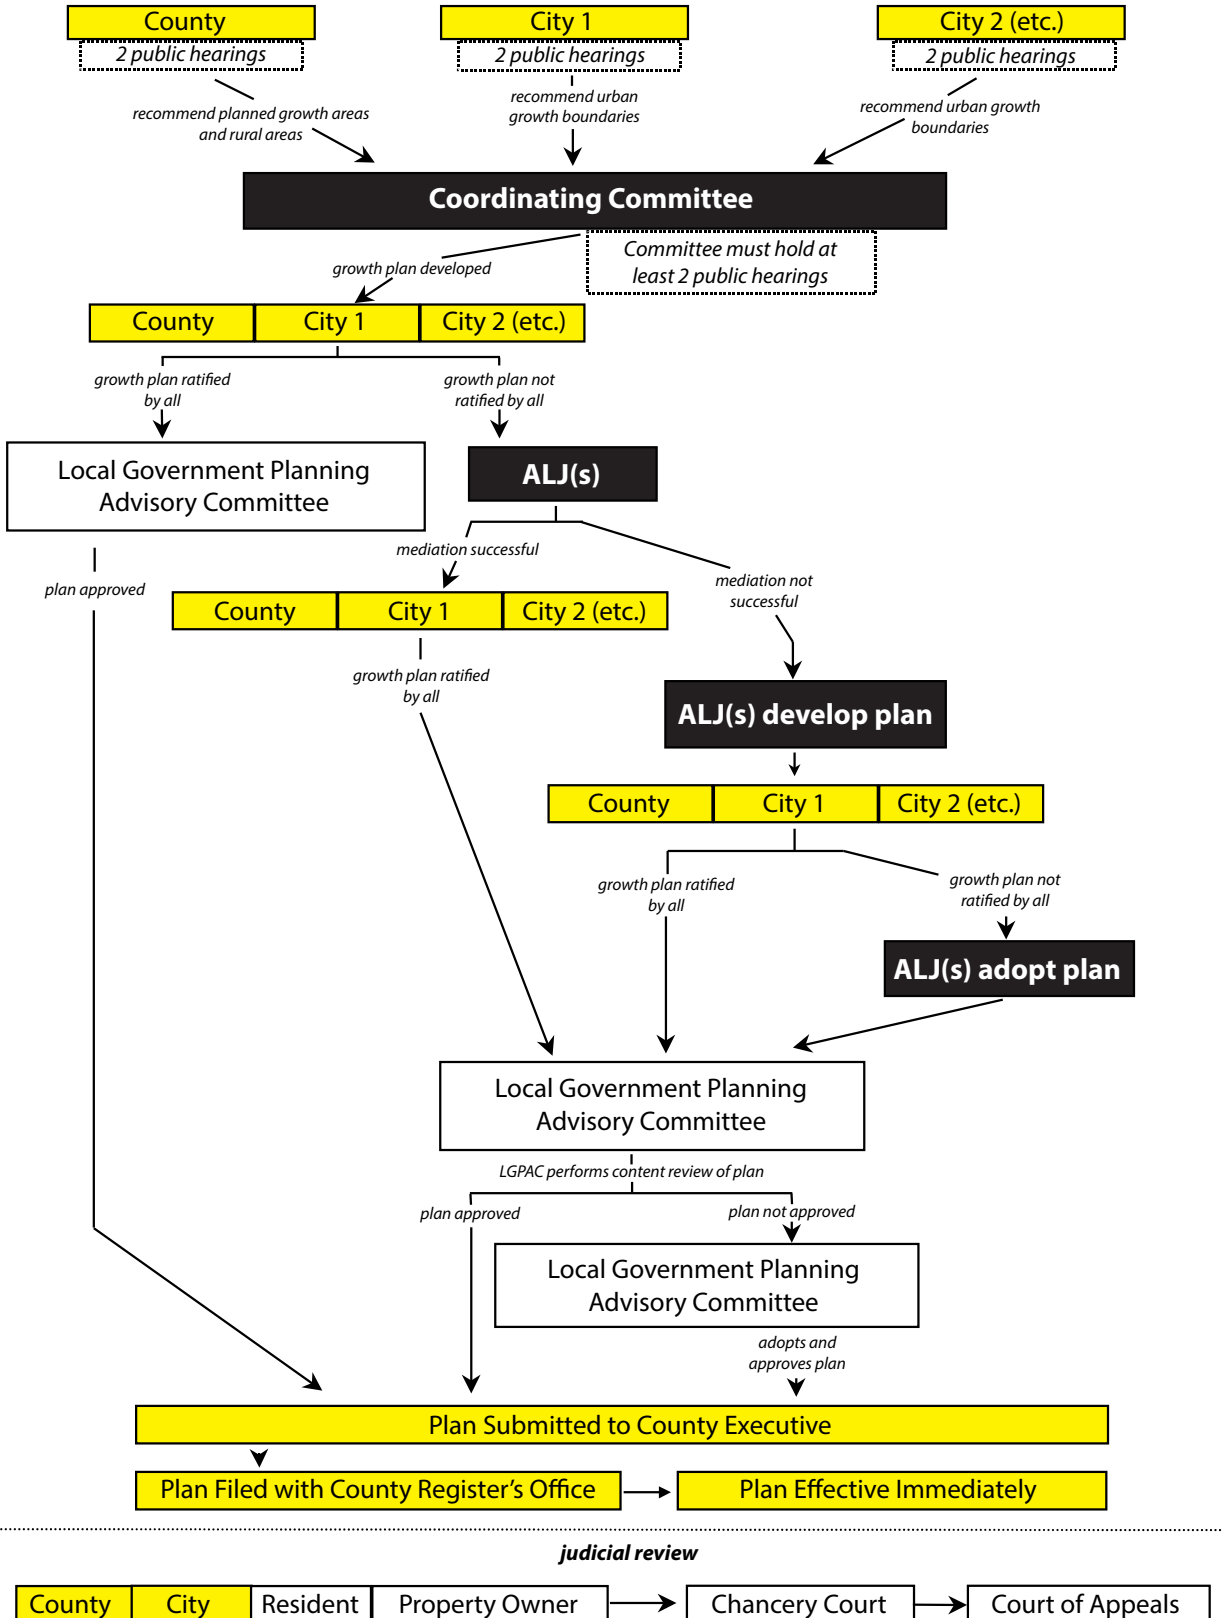 County
City 1
City 2 (etc.)
2 public hearings
2 public hearings
2 public hearings
recommend planned growth areas
and rural areas
recommend urban
growth boundaries
recommend urban growth
boundaries
Coordinating Committee
Committee must hold at
least 2 public hearings
growth plan developed
County
City 1
City 2 (etc.)
growth plan ratified
by all
growth plan not
ratified by all
Local Government Planning
Advisory Committee
ALJ(s)
plan approved
mediation successful
mediation not
successful
County
City 1
City 2 (etc.)
growth plan ratified
by all
ALJ(s) develop plan
County
City 1
City 2 (etc.)
growth plan ratified
by all
growth plan not
ratified by all
ALJ(s) adopt plan
Local Government Planning
Advisory Committee
LGPAC performs content review of plan
plan approved
plan not approved
Local Government Planning
Advisory Committee
adopts and
approves plan
Plan Submitted to County Executive
Plan Filed with County Register's Office
Plan Effective Immediately
judicial review
County
City
Resident
Property Owner
Chancery Court
Court of Appeals